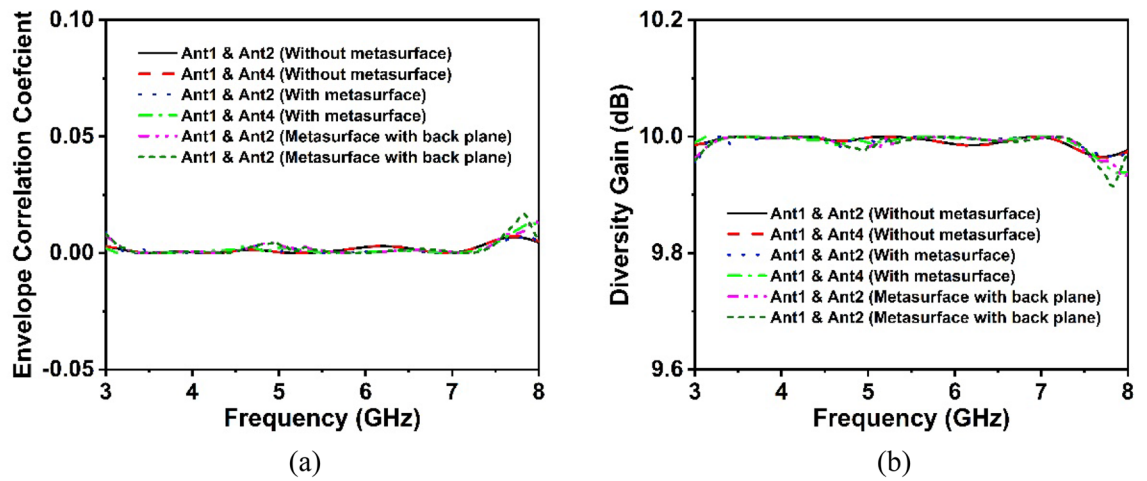 Envelope Correlation Coefcient
0.10
0.05
0.00
-0.05
Ant1 & Ant2 (Without metasurface)
Ant1 & Ant4 (Without metasurface)
Ant1 & Ant2 (With metasurface)
Ant1 & Ant4 (With metasurface)
Ant1 & Ant2 (Metasurface with back plane)
Ant1 & Ant2 (Metasurface with back plane)
3 4 5 6 7 8
Frequency (GHz)
(a)
Diversity Gain (dB)
10.2
10.0
9.8
9.6
Ant1 & Ant2 (Without metasurface)
Ant1 & Ant4 (Without metasurface)
Ant1 & Ant2 (With metasurface)
Ant1 & Ant4 (With metasurface)
Ant1 & Ant2 (Metasurface with back plane)
Ant1 & Ant2 (Metasurface with back plane)
3 4 5 6 7 8
Frequency (GHz)
(b)